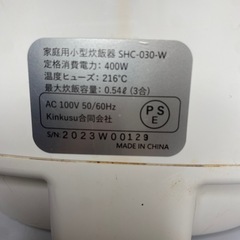 家庭用小型炊飯器 SHC-030-W
定格消費電力：400W
温度ヒューズ：216℃
最大炊飯容量：0.54ℓ (3合)
AC 100V 50/60Hz
Kinkusu合同会社
P S
E
S/N: 2023W00129
MADE IN CHINA